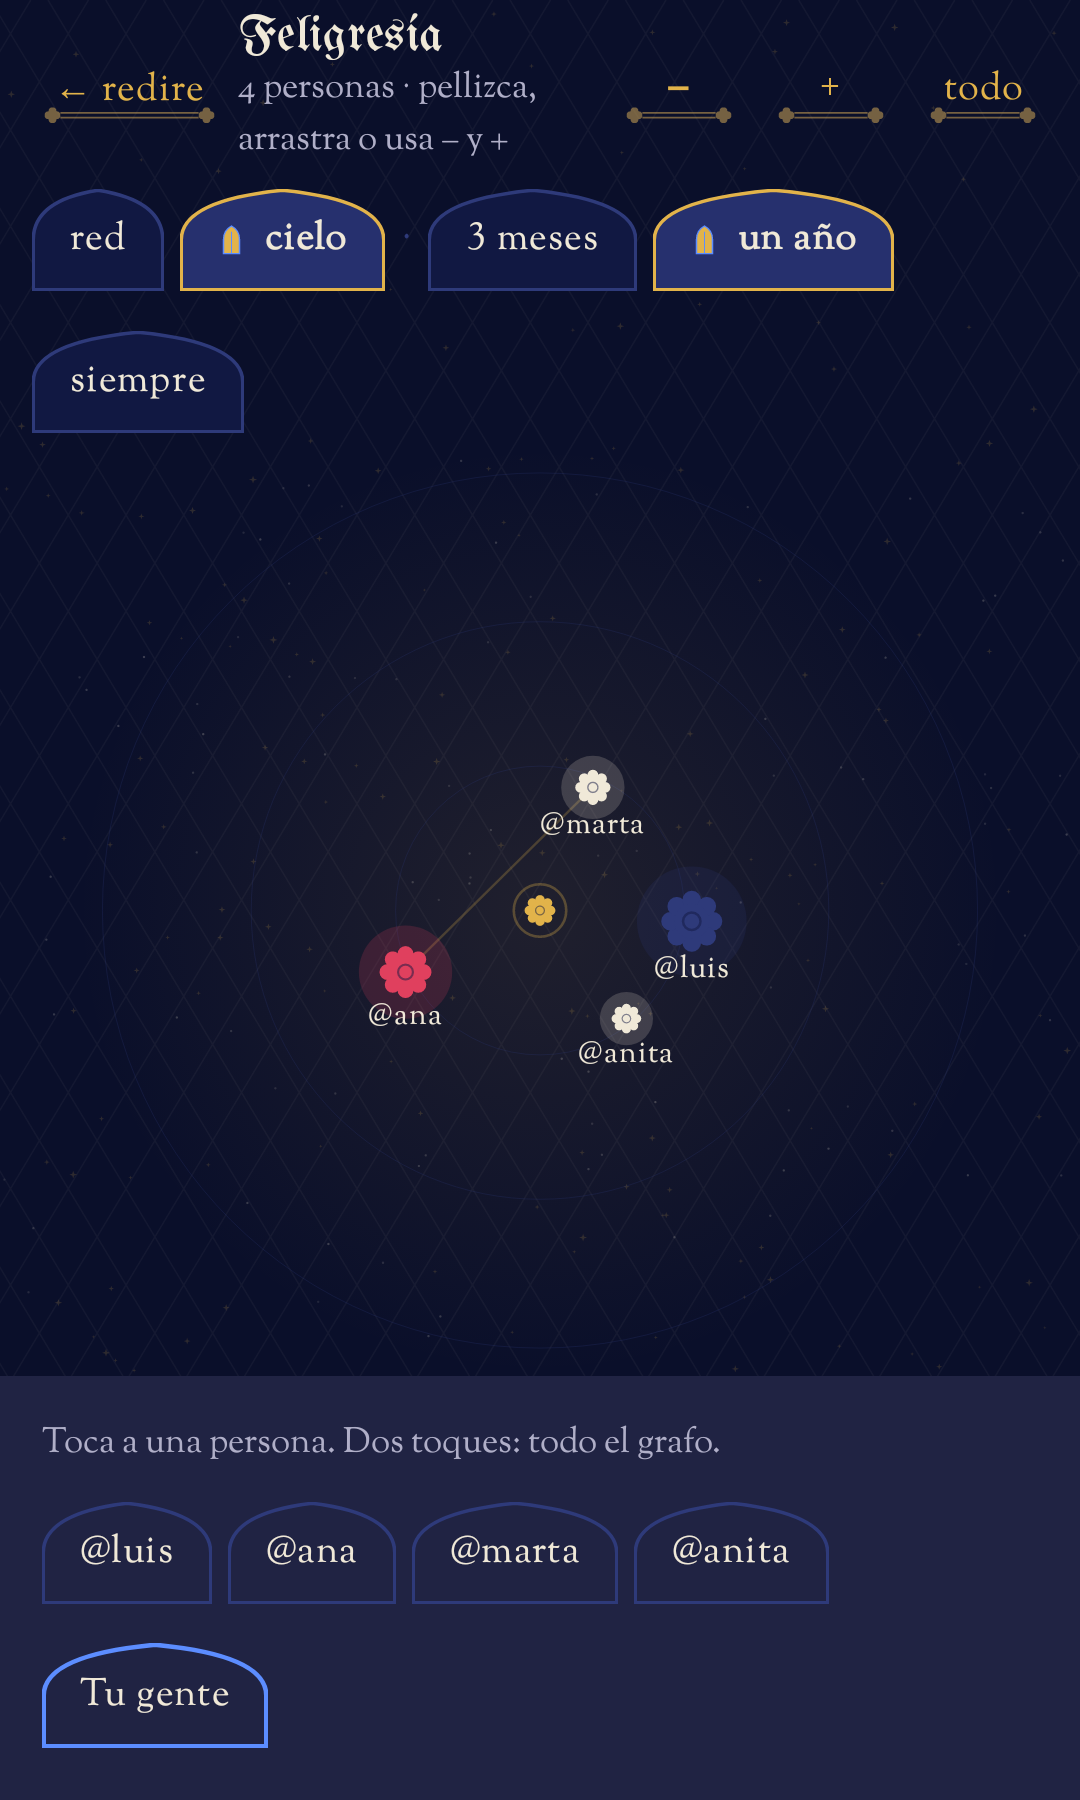 Feligresía
← redire
4 personas · pellizca,
arrastra o usa – y +
–
+
todo
red
cielo
3 meses
un año
siempre
@marta
@luis
@ana
@anita
Toca a una persona. Dos toques: todo el grafo.
@luis
@ana
@marta
@anita
Tu gente